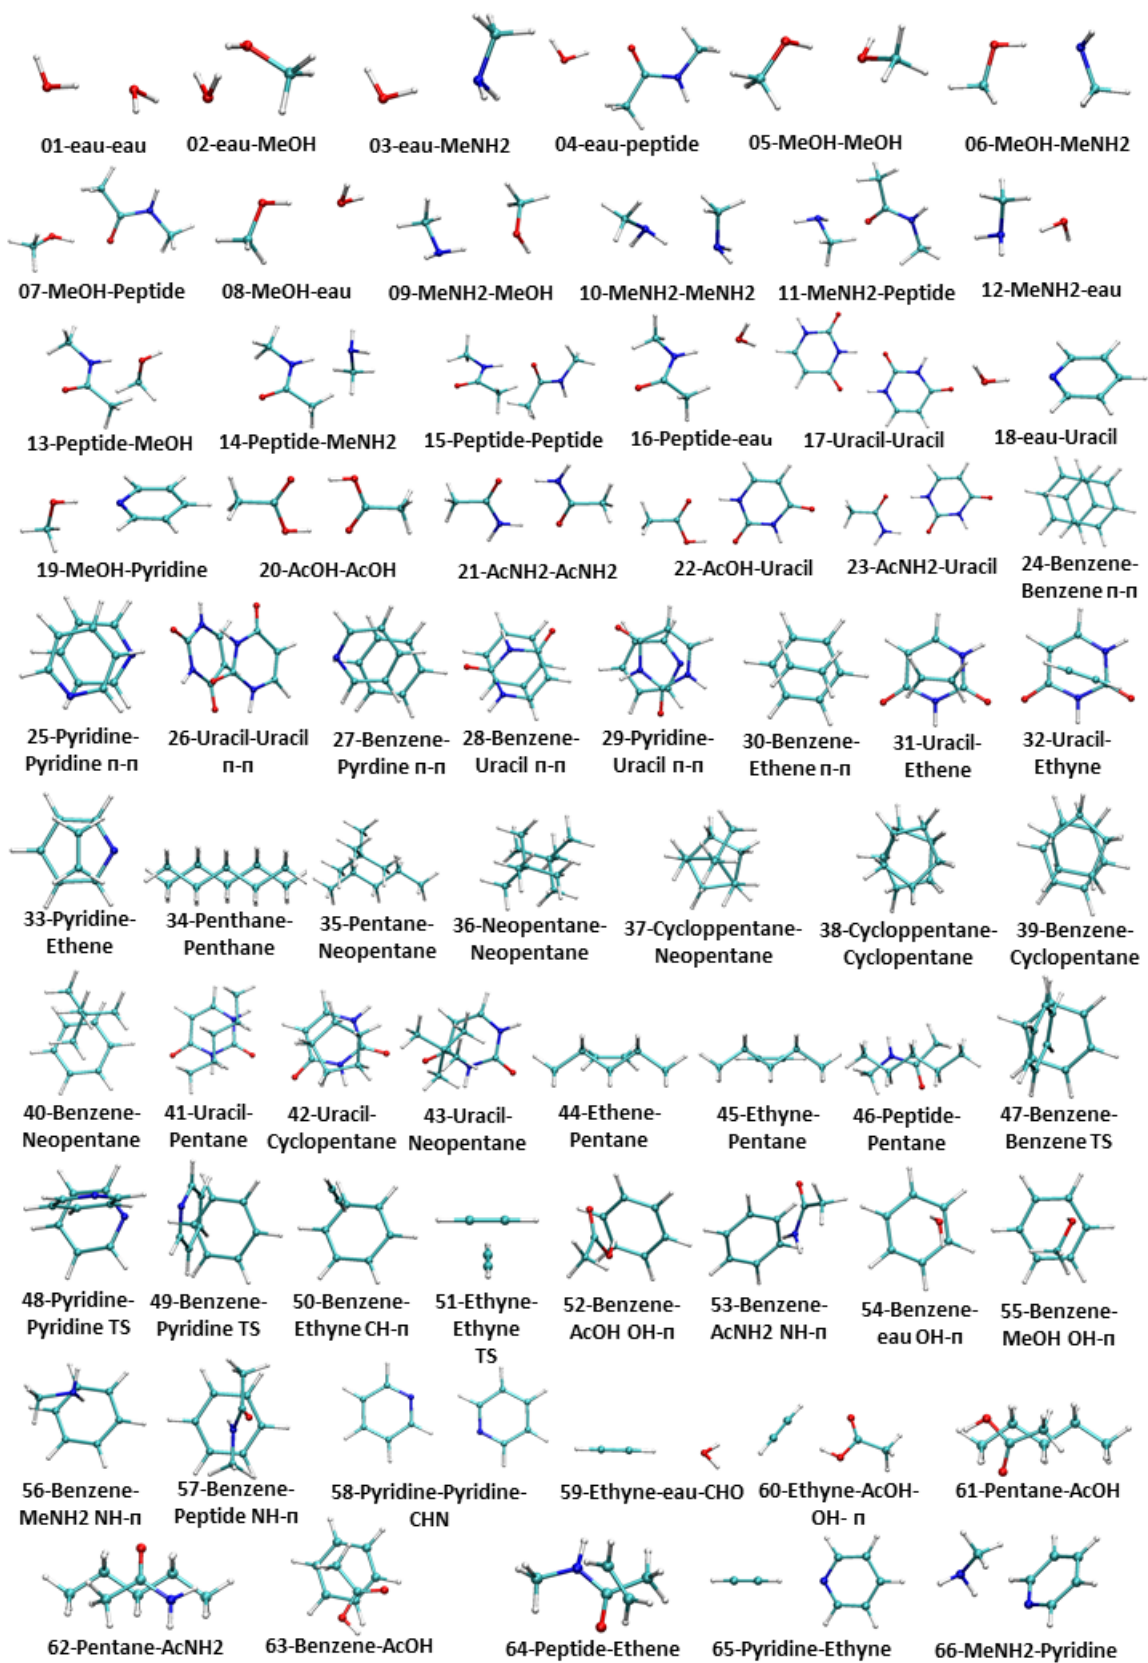 01-eau-eau
02-eau-MeOH
03-eau-MeNH2
04-eau-peptide
05-MeOH-MeOH
06-MeOH-MeNH2
07-MeOH-Peptide
08-MeOH-eau
09-MeNH2-MeOH
10-MeNH2-MeNH2
11-MeNH2-Peptide
12-MeNH2-eau
13-Peptide-MeOH
14-Peptide-MeNH2
15-Peptide-Peptide
16-Peptide-eau
17-Uracil-Uracil
18-eau-Uracil
19-MeOH-Pyridine
20-AcOH-AcOH
21-AcNH2-AcNH2
22-AcOH-Uracil
23-AcNH2-Uracil
24-Benzene-
Benzene п-п
25-Pyridine-
Pyridine п-п
26-Uracil-Uracil
п-п
27-Benzene-
Pyrdine п-п
28-Benzene-
Uracil п-п
29-Pyridine-
Uracil п-п
30-Benzene-
Ethene п-п
31-Uracil-
Ethene
32-Uracil-
Ethyne
33-Pyridine-
Ethene
34-Penthane-
Penthane
35-Pentane-
Neopentane
36-Neopentane-
Neopentane
37-Cycloppentane-
Neopentane
38-Cycloppentane-
Cyclopentane
39-Benzene-
Cyclopentane
40-Benzene-
Neopentane
41-Uracil-
Pentane
42-Uracil-
Cyclopentane
43-Uracil-
Neopentane
44-Ethene-
Pentane
45-Ethyne-
Pentane
46-Peptide-
Pentane
47-Benzene-
Benzene TS
48-Pyridine-
Pyridine TS
49-Benzene-
Pyridine TS
50-Benzene-
Ethyne CH-п
51-Ethyne-
Ethyne
TS
52-Benzene-
AcOH OH-п
53-Benzene-
AcNH2 NH-п
54-Benzene-
eau OH-п
55-Benzene-
MeOH OH-п
56-Benzene-
MeNH2 NH-п
57-Benzene-
Peptide NH-п
58-Pyridine-Pyridine-
CHN
59-Ethyne-eau-CHO
60-Ethyne-AcOH-
OH- п
61-Pentane-AcOH
62-Pentane-AcNH2
63-Benzene-AcOH
64-Peptide-Ethene
65-Pyridine-Ethyne
66-MeNH2-Pyridine